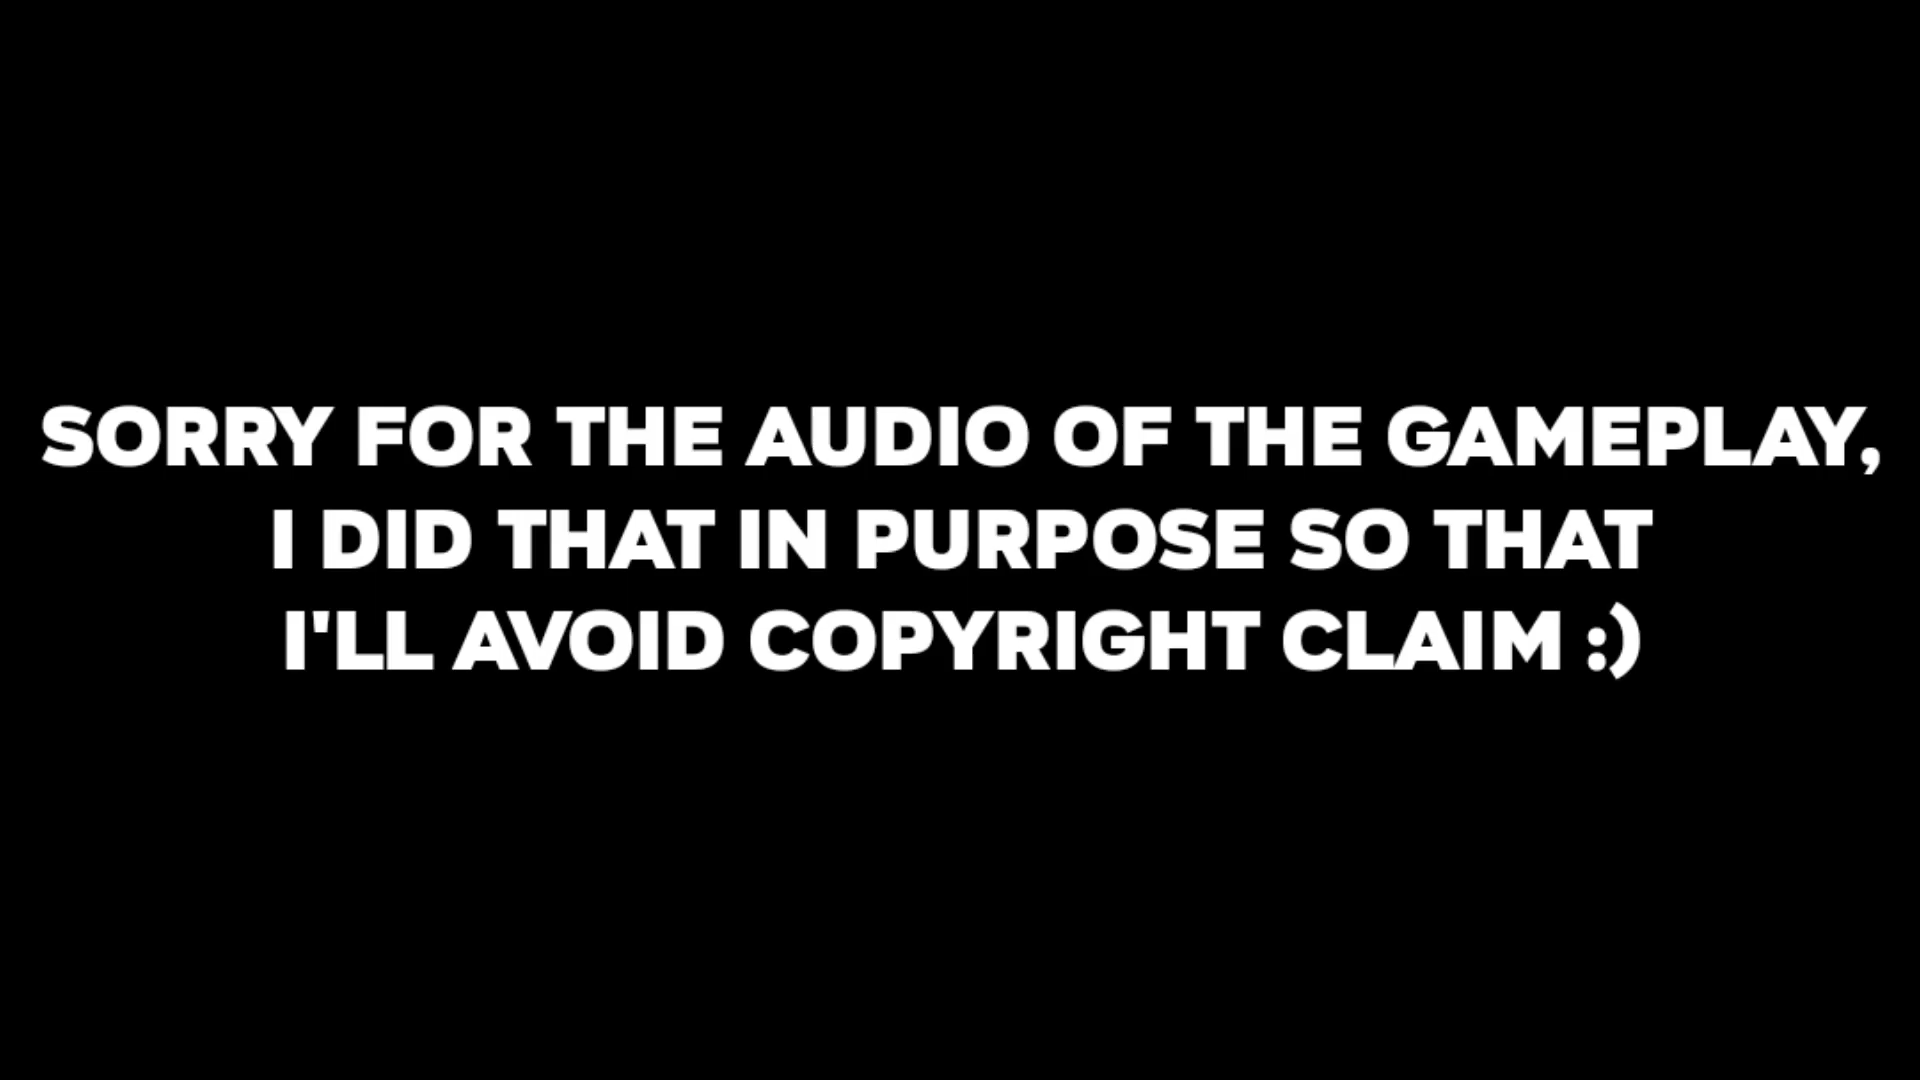 SORRY FOR THE AUDIO OF THE GAMEPLAY,
I DID THAT IN PURPOSE SO THAT
I'LL AVOID COPYRIGHT CLAIM :)